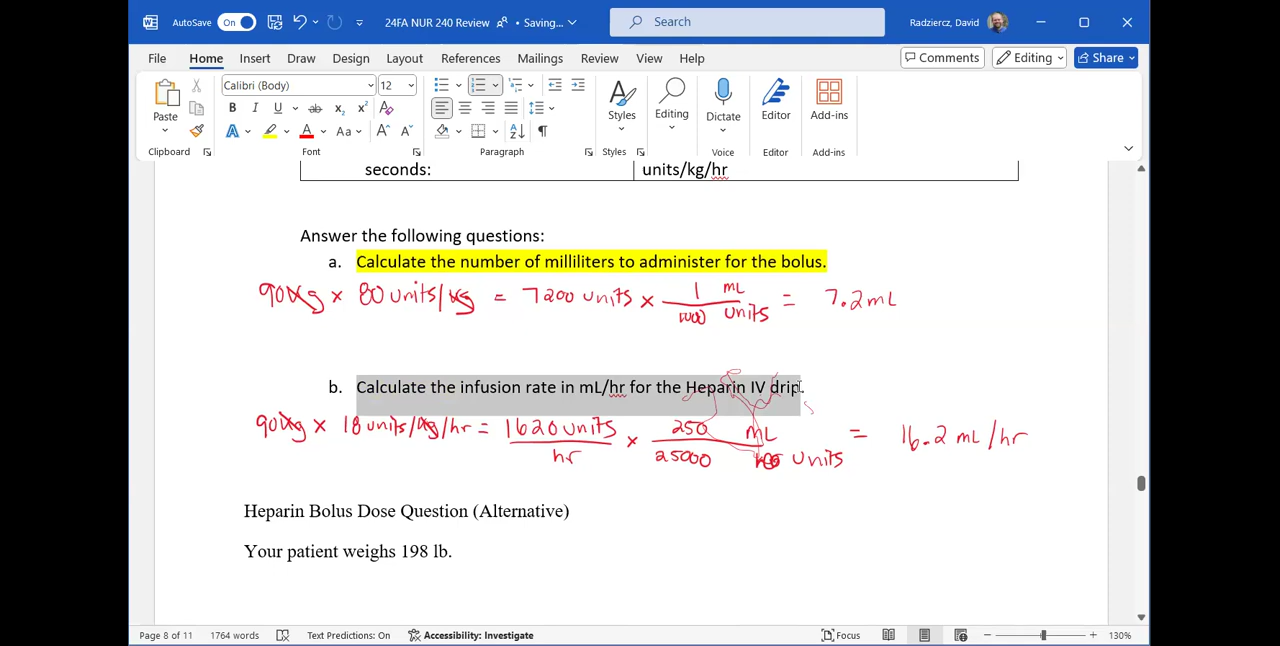 AutoSave On 24FA NUR 240 Review • Saving... Search Radziercz, David
File Home Insert Draw Design Layout References Mailings Review View Help Comments Editing Share
Calibri (Body) 12
Paste B I U ab x2 x2 A A Aa A A Styles Editing Dictate Editor Add-ins
Clipboard Font Paragraph Styles Voice Editor Add-ins
seconds: units/kg/hr
Answer the following questions:
a. Calculate the number of milliliters to administer for the bolus.
90kg × 80 units/kg = 7200 units × 1 mL / 1000 units = 7.2mL
b. Calculate the infusion rate in mL/hr for the Heparin IV drip.
90kg × 18 units/kg/hr = 1620 units / hr × 250 mL / 25000 units = 16.2 mL/hr
Heparin Bolus Dose Question (Alternative)
Your patient weighs 198 lb.
Page 8 of 11 1764 words Text Predictions: On Accessibility: Investigate Focus 130%